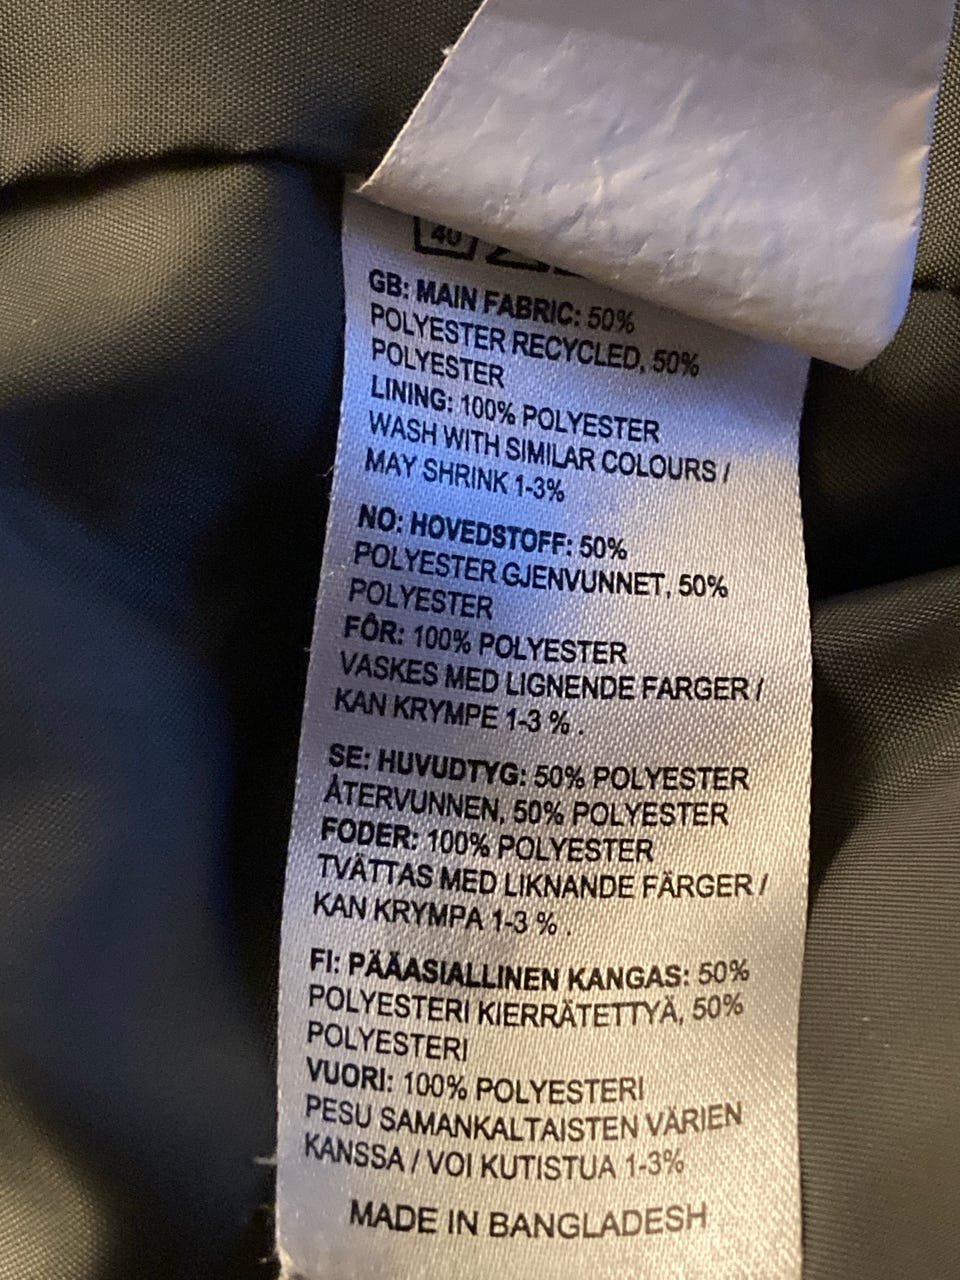 40
GB: MAIN FABRIC: 50%
POLYESTER RECYCLED, 50%
POLYESTER
LINING: 100% POLYESTER
WASH WITH SIMILAR COLOURS /
MAY SHRINK 1-3%
NO: HOVEDSTOFF: 50%
POLYESTER GJENVUNNET, 50%
POLYESTER
FÔR: 100% POLYESTER
VASKES MED LIGNENDE FARGER /
KAN KRYMPE 1-3 % .
SE: HUVUDTYG: 50% POLYESTER
ÅTERVUNNEN, 50% POLYESTER
FODER: 100% POLYESTER
TVÄTTAS MED LIKNANDE FÄRGER /
KAN KRYMPA 1-3 % .
FI: PÄÄASIALLINEN KANGAS: 50%
POLYESTERI KIERRÄTETTYÄ, 50%
POLYESTERI
VUORI: 100% POLYESTERI
PESU SAMANKALTAISTEN VÄRIEN
KANSSA / VOI KUTISTUA 1-3%
MADE IN BANGLADESH